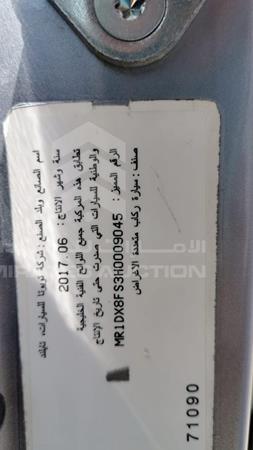 اسم الصانع وبلد الصنع : شركة تويوتا للسيارات، تايلند
سنة وشهر الانتاج : 2017.06
تطابق هذه المركبة جميع اللوائح الفنية الخليجية
والوطنية للسيارات التي صدرت حتى تاريخ الإنتاج
الرقم المميز : MR1DX8FS3H0009045
صنف : سيارة ركاب متعددة الأغراض
71090